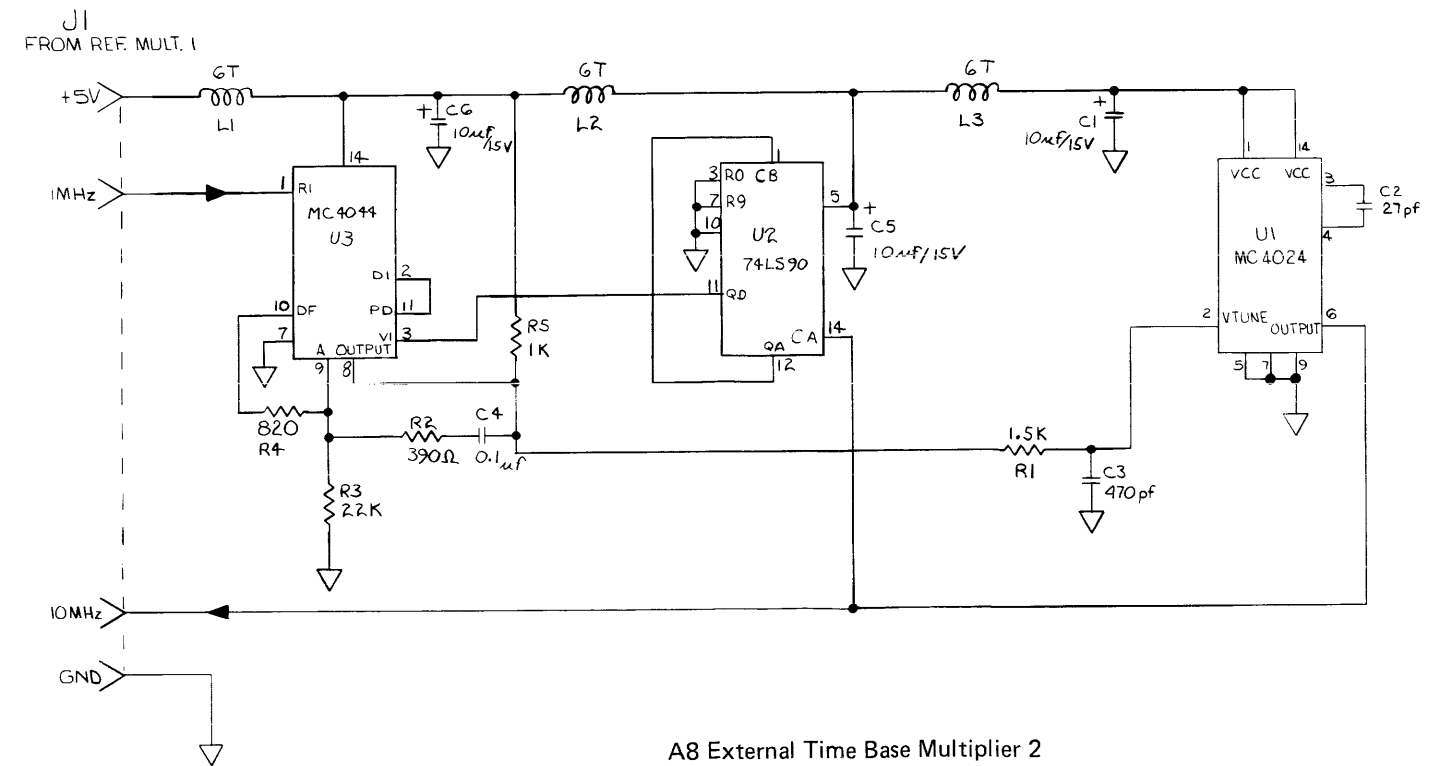 J1
FROM REF. MULT. 1
+5V
6T
L1
C6
+
10uf/15V
6T
L2
6T
L3
+
C1
10uf/15V
1MHz
1
14
R1
MC4044
U3
D1
2
10
DF
PD
11
7
V1
3
A
OUTPUT
9
8
R5
1K
820
R4
R2
390Ω
C4
0.1uf
R3
22K
1
3
R0
CB
7
R9
10
U2
74LS90
5
+
C5
10uf/15V
11
QD
14
CA
QA
12
1
14
VCC
VCC
3
C2
27pf
4
U1
MC4024
2
VTUNE
OUTPUT
6
5
7
9
1.5K
R1
C3
470pf
10MHz
GND
A8 External Time Base Multiplier 2